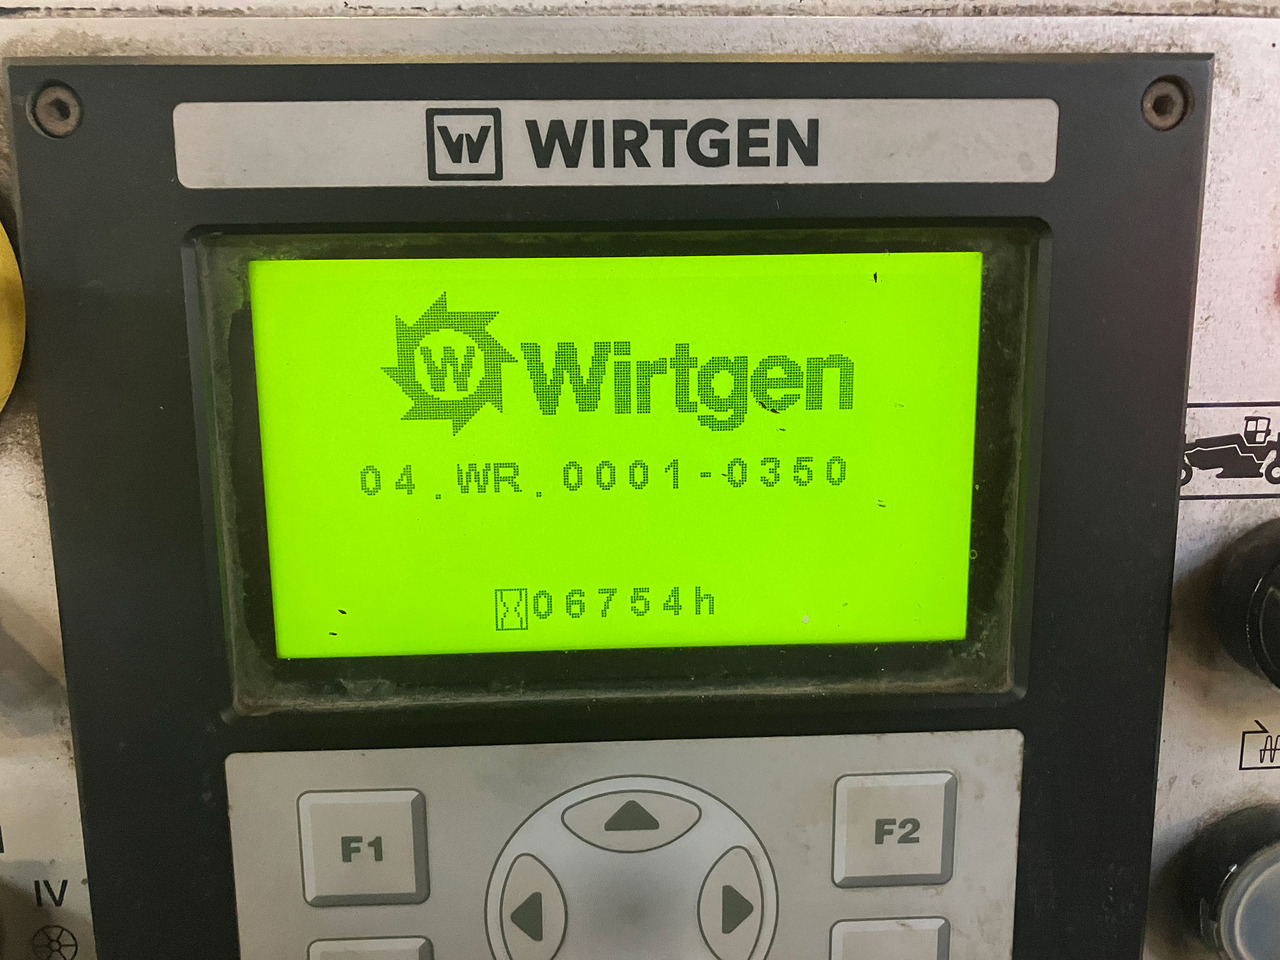 W WIRTGEN
W Wirtgen
04.WR.0001-0350
06754h
F1
F2
IV